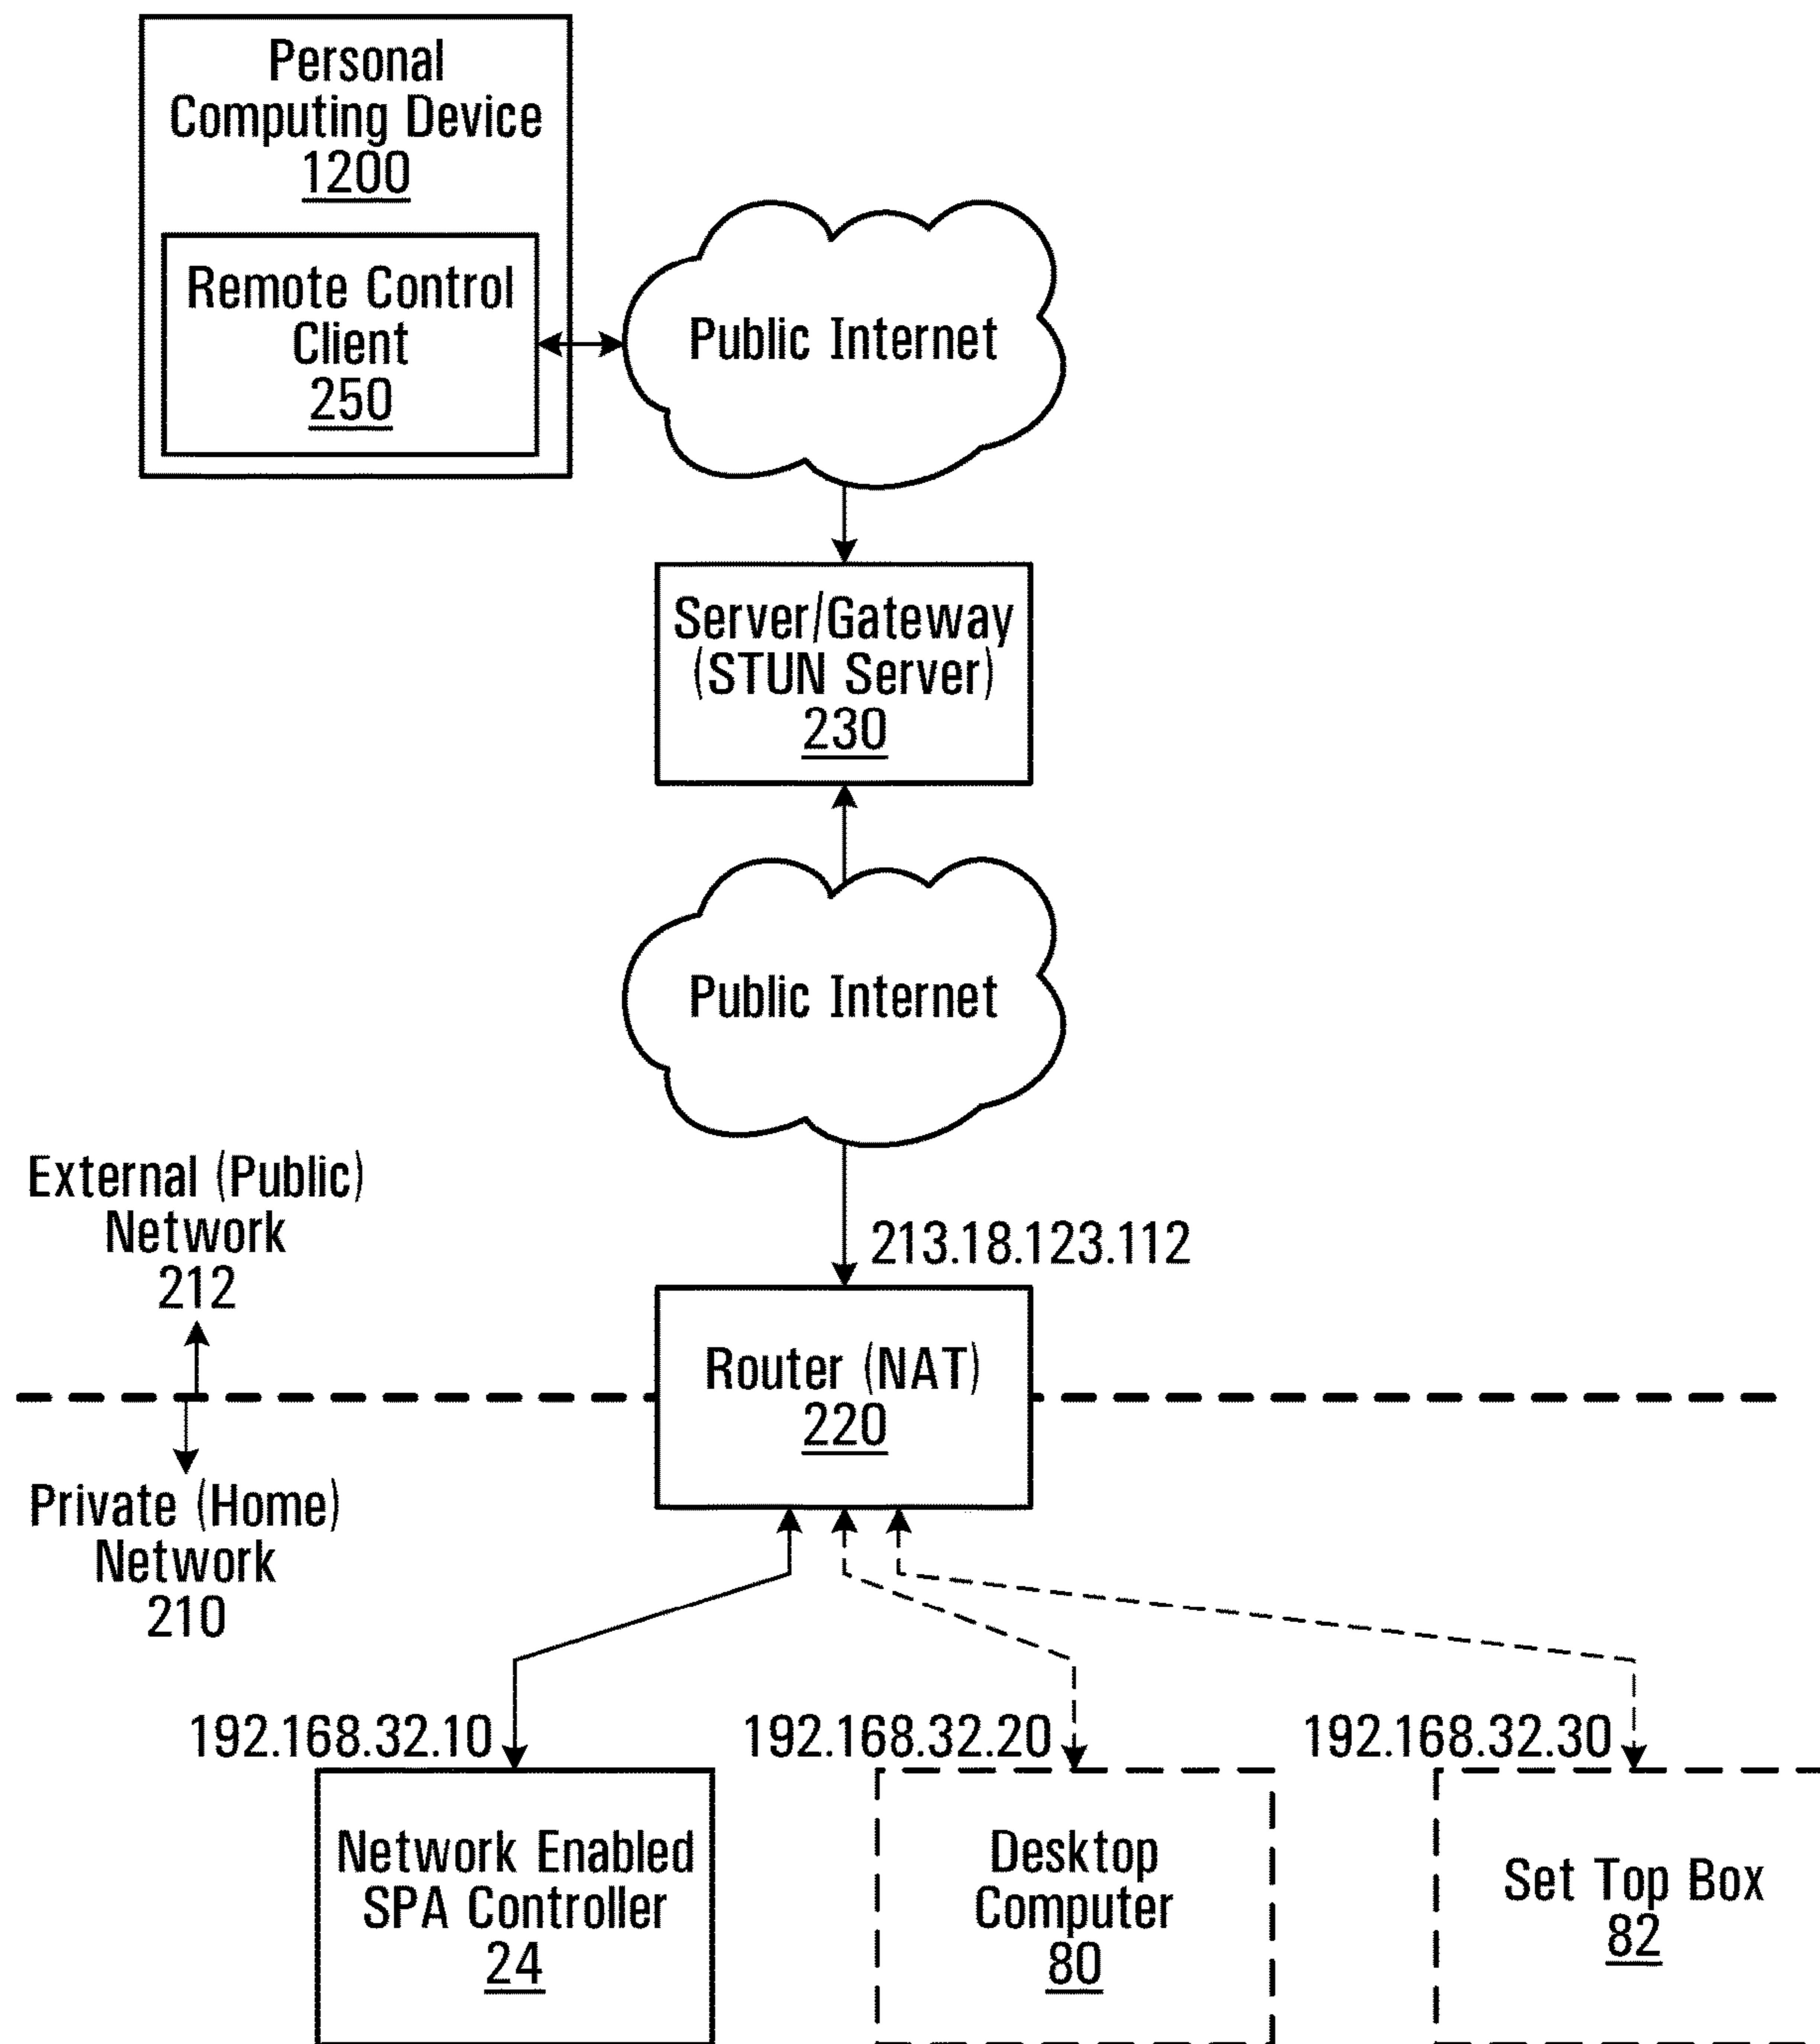 Personal
Computing Device
1200
Remote Control
Client
250
Public Internet
Server/Gateway
(STUN Server)
230
Public Internet
External (Public)
Network
212
213.18.123.112
Router (NAT)
220
Private (Home)
Network
210
192.168.32.10
192.168.32.20
192.168.32.30
Network Enabled
SPA Controller
24
Desktop
Computer
80
Set Top Box
82